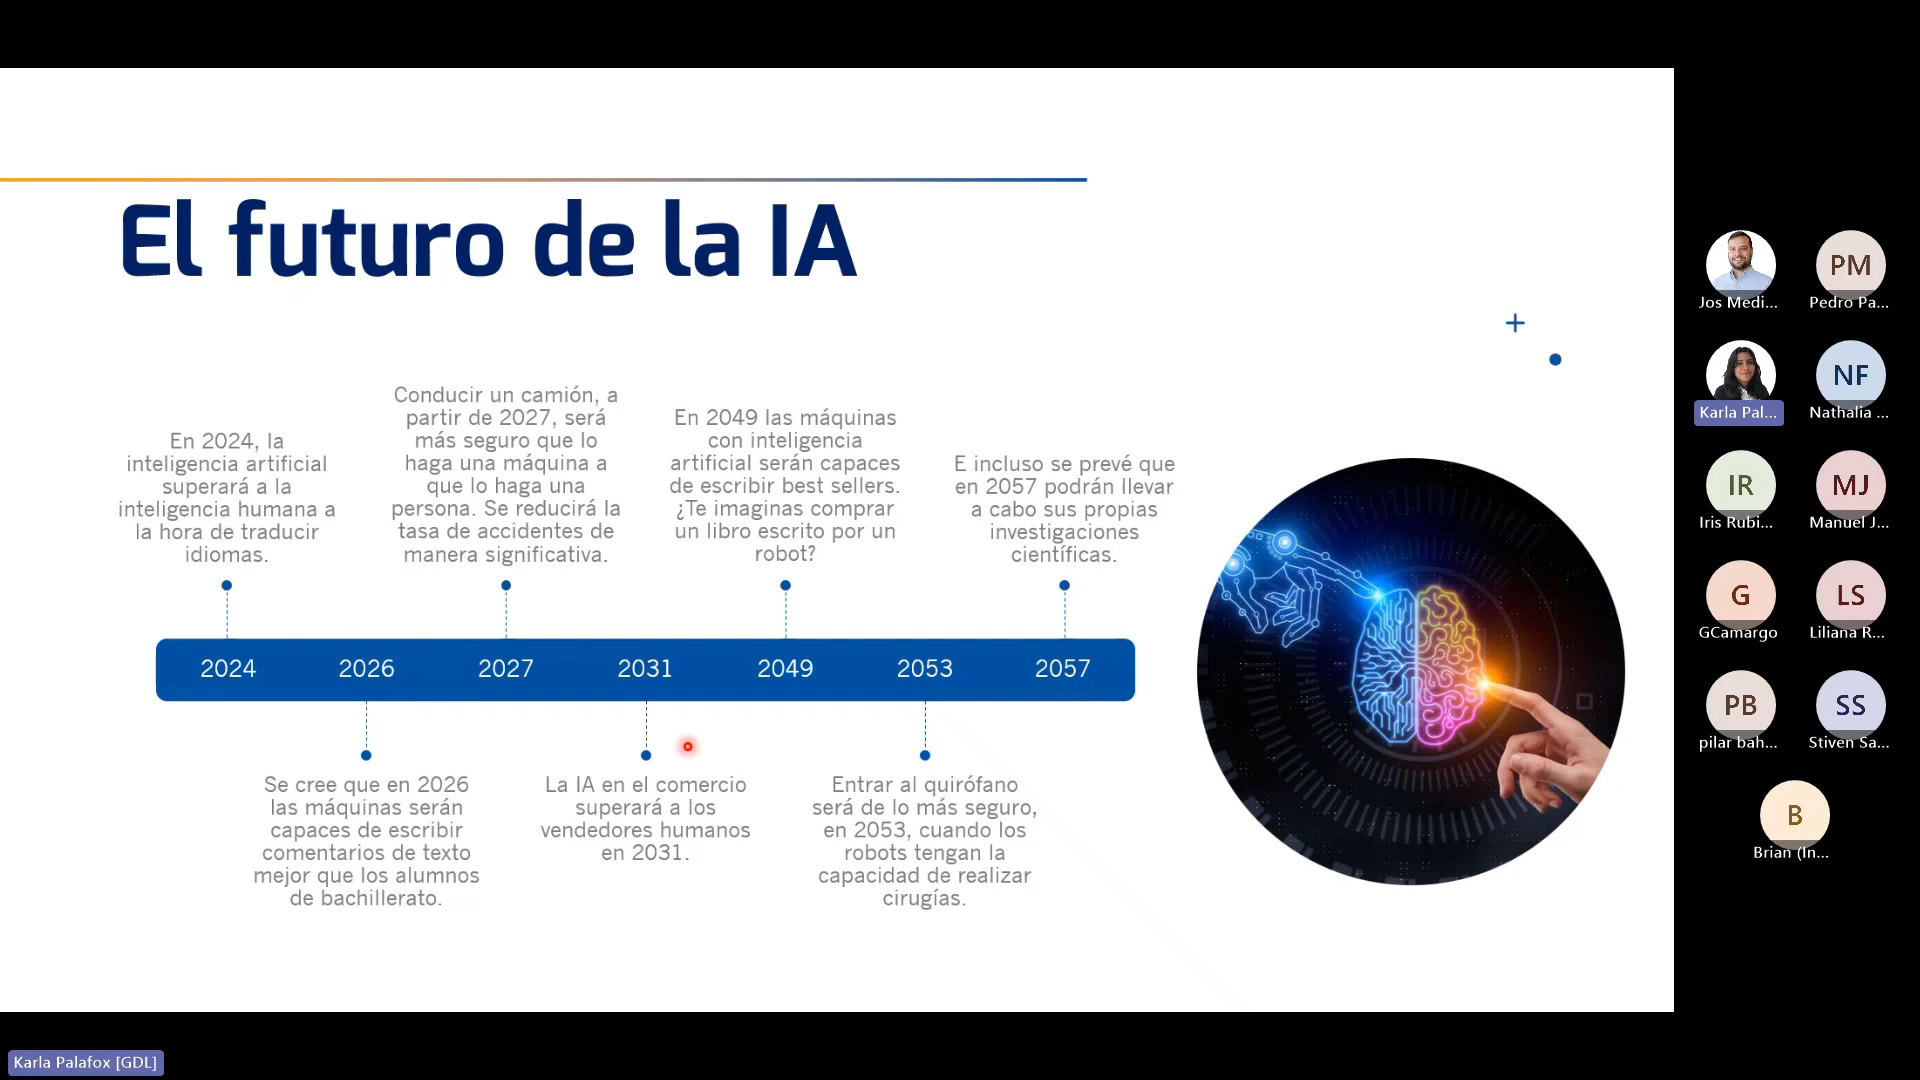 El futuro de la IA
En 2024, la
inteligencia artificial
superará a la
inteligencia humana a
la hora de traducir
idiomas.
Conducir un camión, a
partir de 2027, será
más seguro que lo
haga una máquina a
que lo haga una
persona. Se reducirá la
tasa de accidentes de
manera significativa.
En 2049 las máquinas
con inteligencia
artificial serán capaces
de escribir best sellers.
¿Te imaginas comprar
un libro escrito por un
robot?
E incluso se prevé que
en 2057 podrán llevar
a cabo sus propias
investigaciones
científicas.
2024 2026 2027 2031 2049 2053 2057
Se cree que en 2026
las máquinas serán
capaces de escribir
comentarios de texto
mejor que los alumnos
de bachillerato.
La IA en el comercio
superará a los
vendedores humanos
en 2031.
Entrar al quirófano
será de lo más seguro,
en 2053, cuando los
robots tengan la
capacidad de realizar
cirugías.
Jos Medi...
PM
Pedro Pa...
Karla Pal...
NF
Nathalia ...
IR
Iris Rubi...
MJ
Manuel J...
G
GCamargo
LS
Liliana R...
PB
pilar bah...
SS
Stiven Sa...
B
Brian (In...
Karla Palafox [GDL]